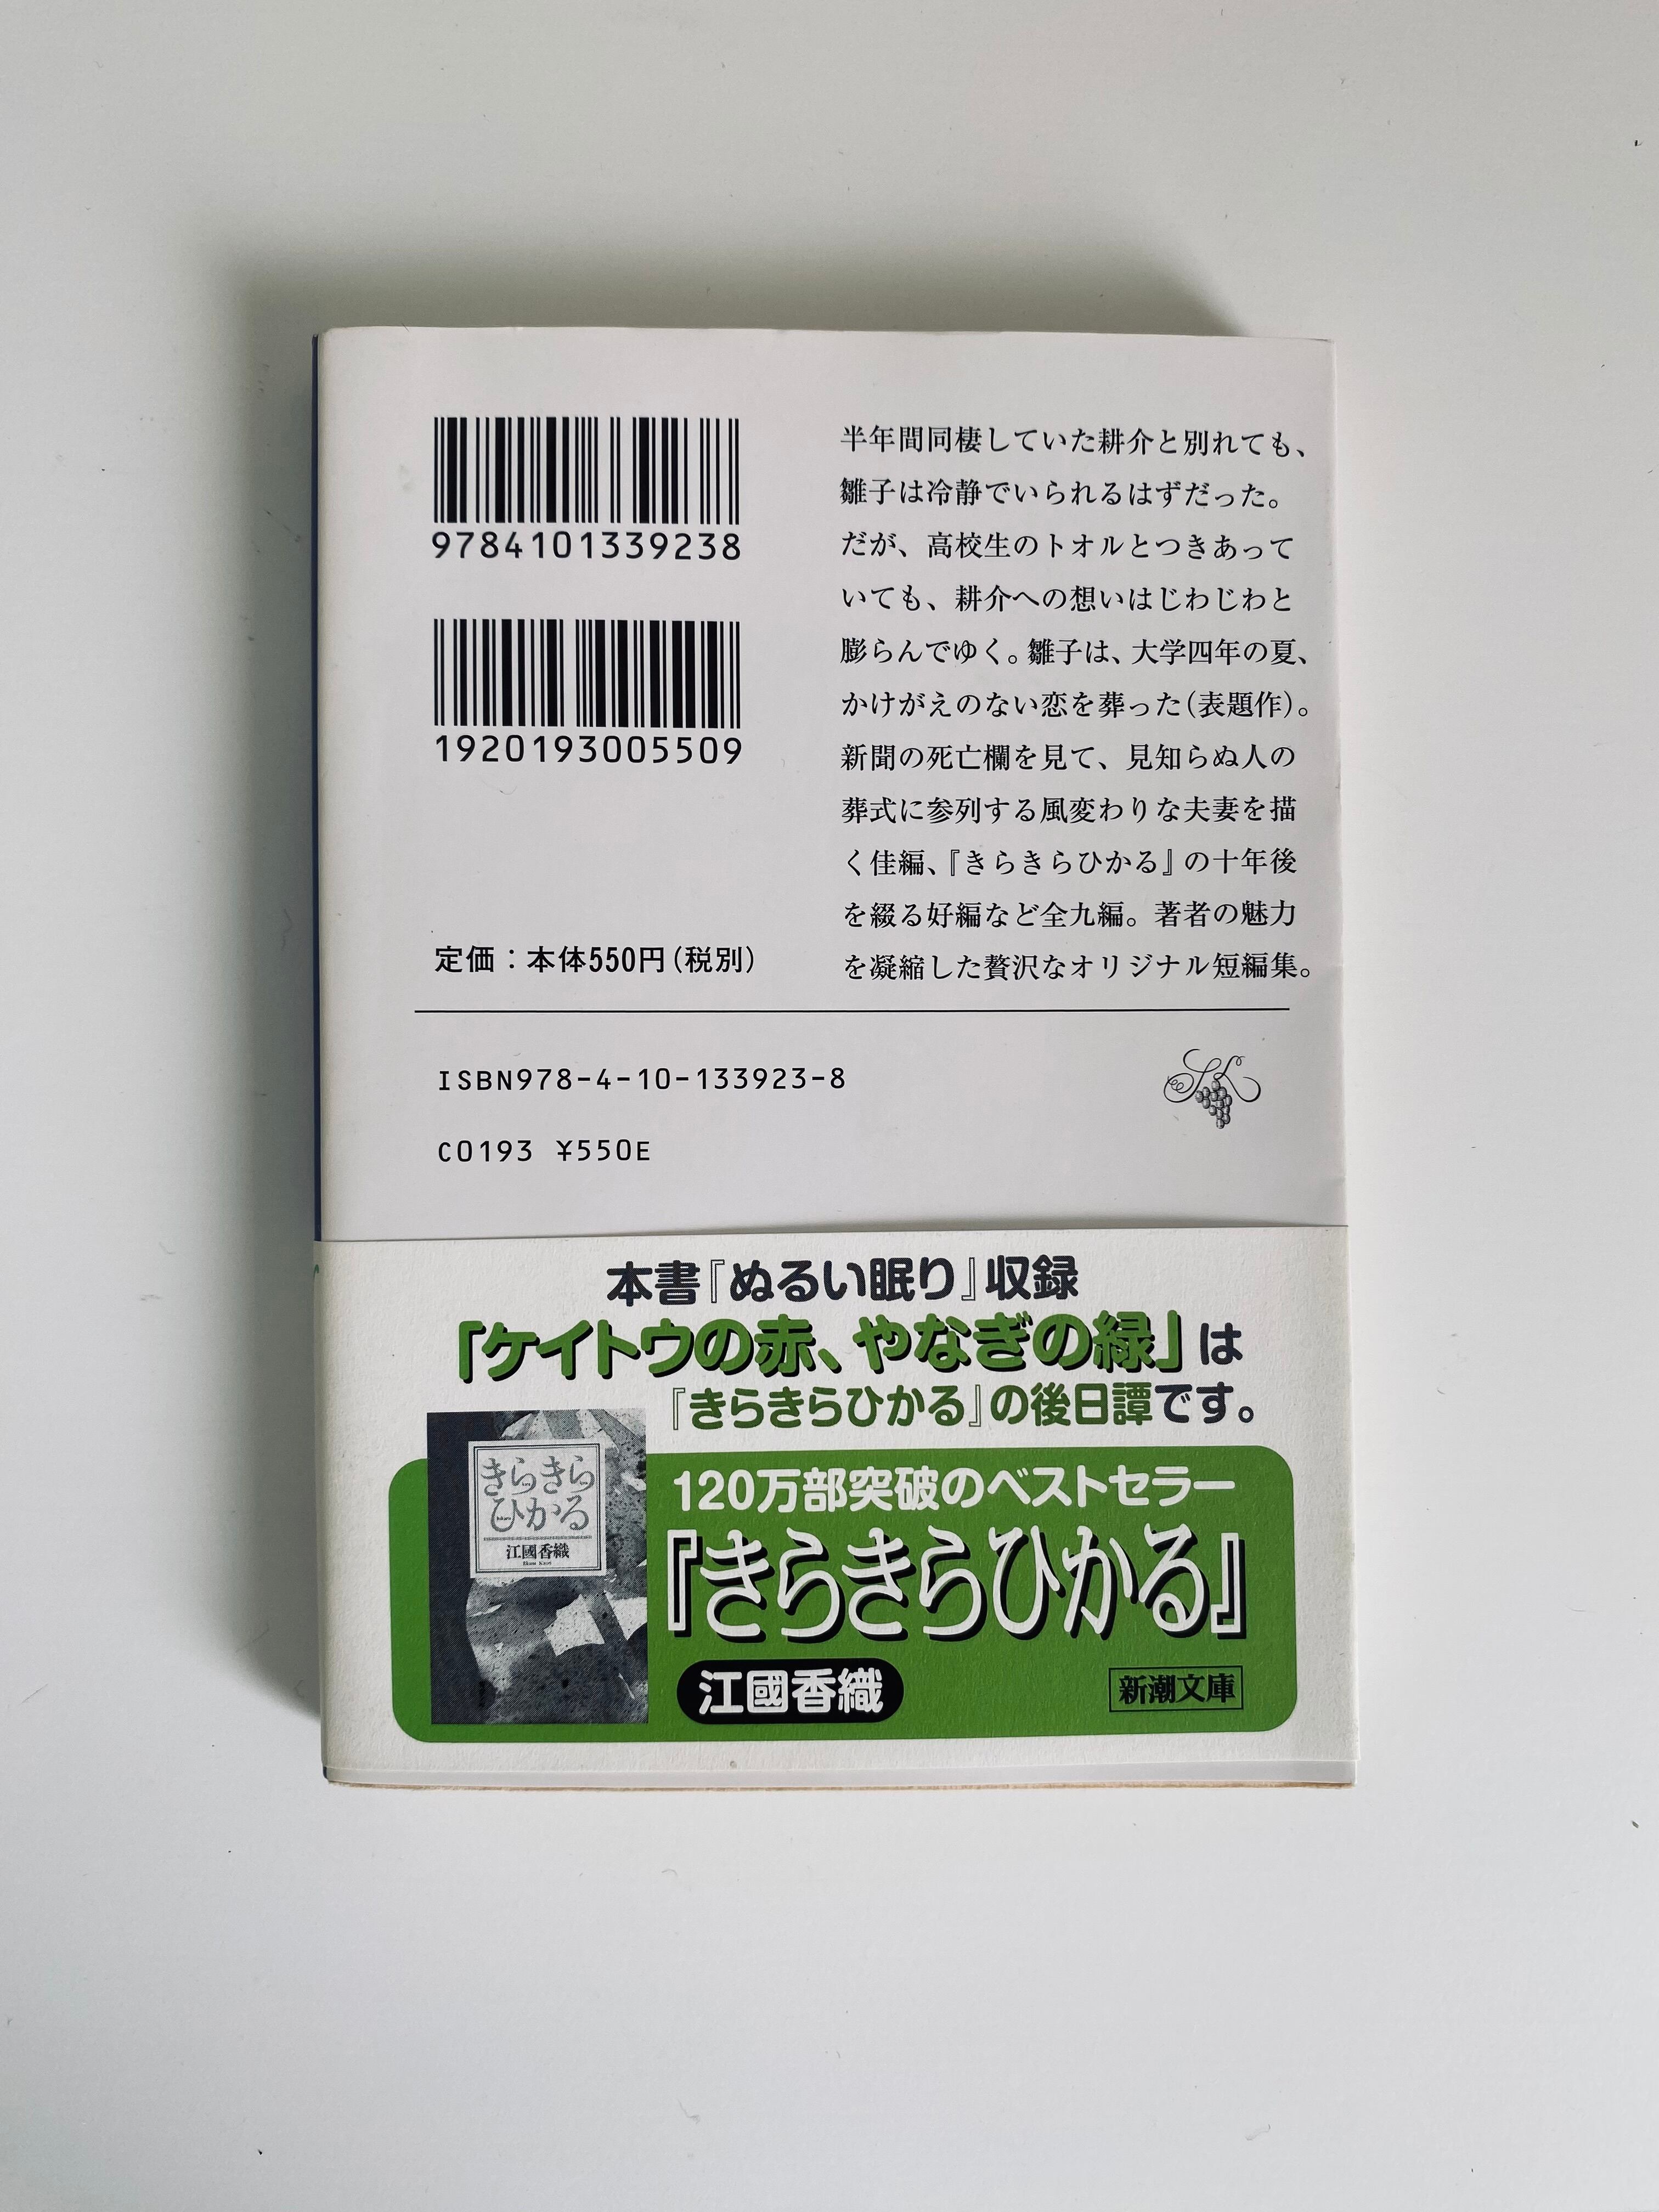 9784101339238
1920193005509
定価：本体550円(税別)
半年間同棲していた耕介と別れても、
雛子は冷静でいられるはずだった。
だが、高校生のトオルとつきあって
いても、耕介への想いはじわじわと
膨らんでゆく。雛子は、大学四年の夏、
かけがえのない恋を葬った(表題作)。
新聞の死亡欄を見て、見知らぬ人の
葬式に参列する風変わりな夫妻を描
く佳編、『きらきらひかる』の十年後
を綴る好編など全九編。著者の魅力
を凝縮した贅沢なオリジナル短編集。
ISBN978-4-10-133923-8
C0193 ¥550E
本書『ぬるい眠り』収録
「ケイトウの赤、やなぎの緑」は
『きらきらひかる』の後日譚です。
きらきら
ひかる
江國香織
120万部突破のベストセラー
『きらきらひかる』
江國香織
新潮文庫